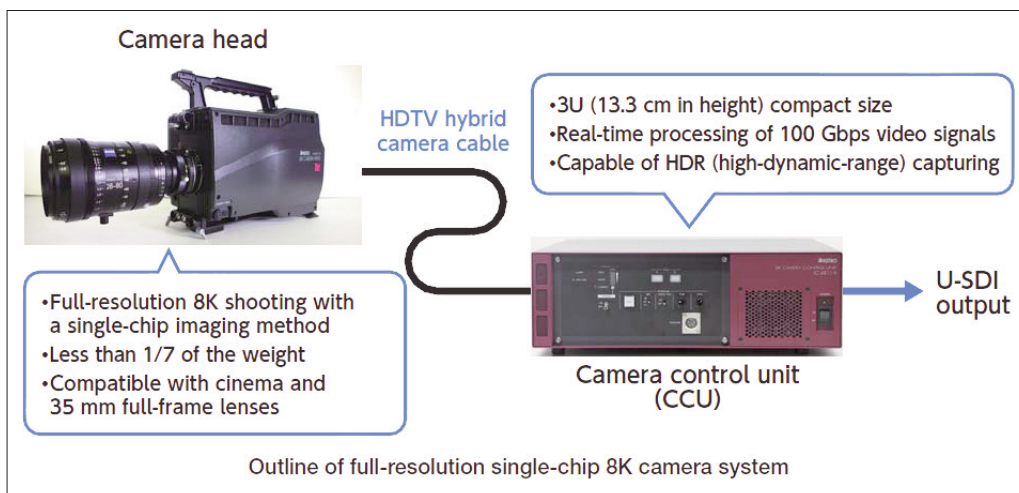 Camera head
HDTV hybrid
camera cable
•3U (13.3 cm in height) compact size
•Real-time processing of 100 Gbps video signals
•Capable of HDR (high-dynamic-range) capturing
28-80
•Full-resolution 8K shooting with
a single-chip imaging method
•Less than 1/7 of the weight
•Compatible with cinema and
35 mm full-frame lenses
U-SDI
output
Camera control unit
(CCU)
Outline of full-resolution single-chip 8K camera system